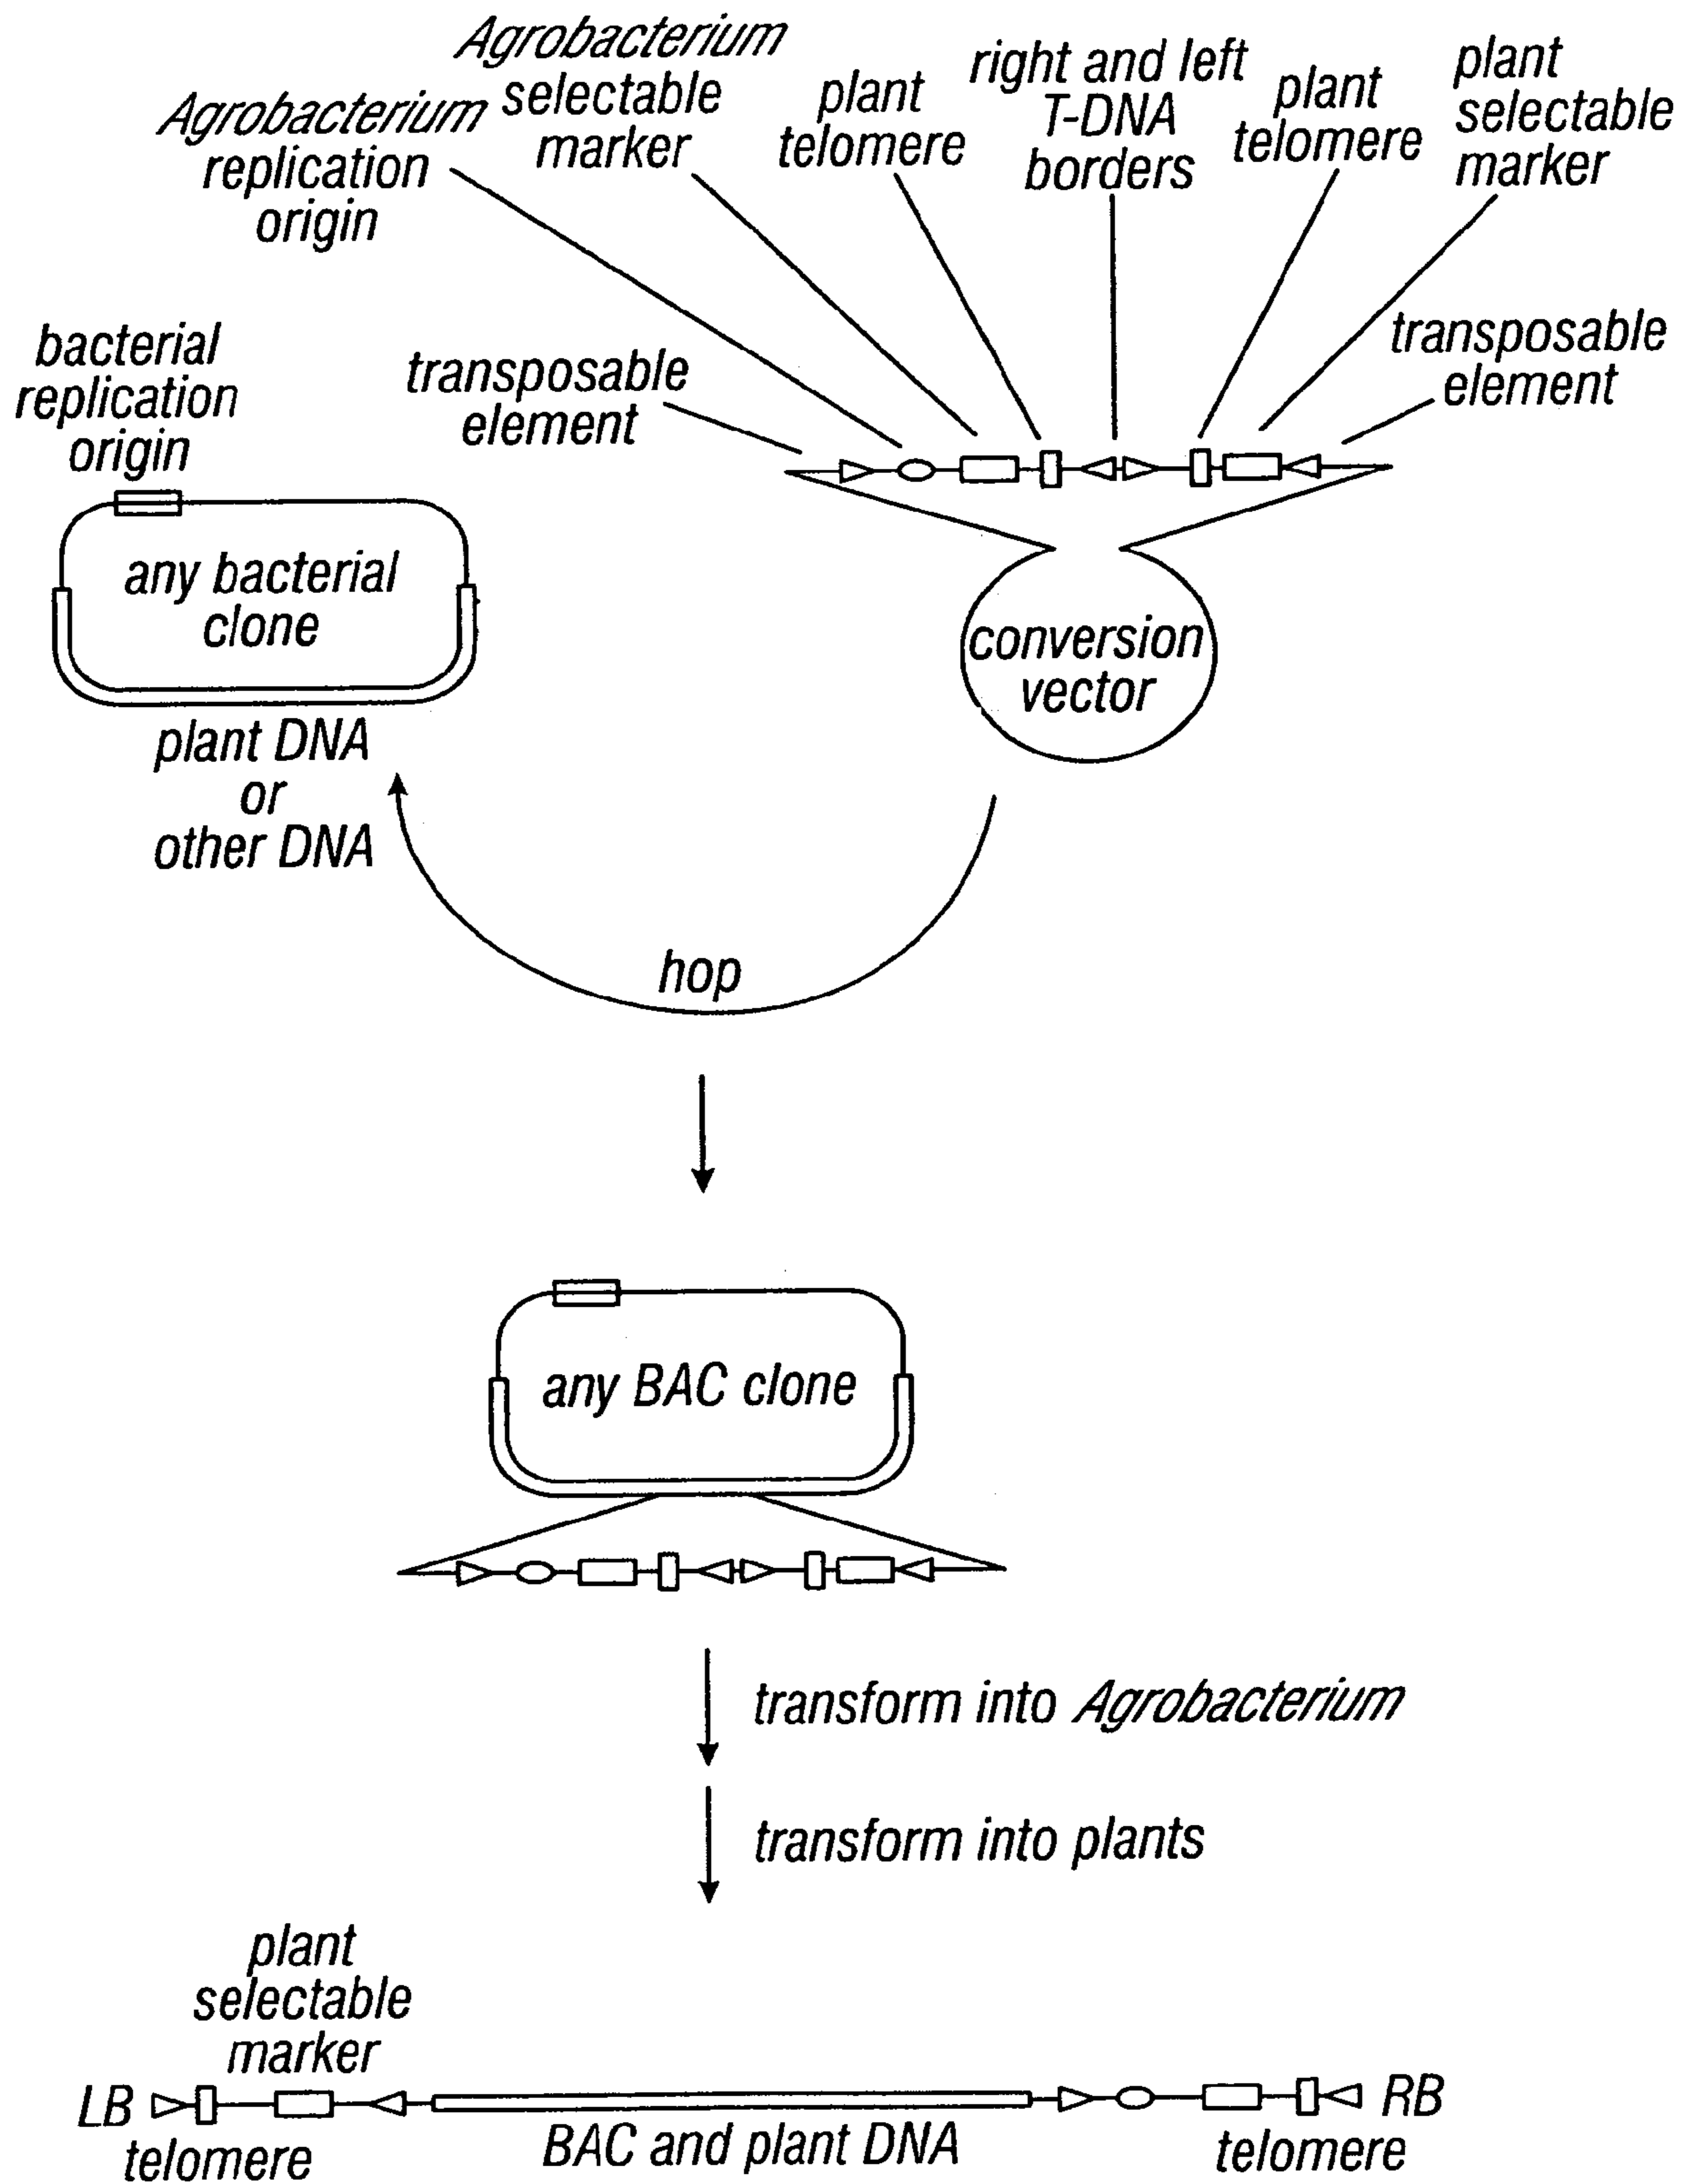 Agrobacterium
selectable
marker
Agrobacterium
replication
origin
plant
telomere
right and left
T-DNA
borders
plant
telomere
plant
selectable
marker
bacterial
replication
origin
transposable
element
transposable
element
any bacterial
clone
conversion
vector
plant DNA
or
other DNA
hop
any BAC clone
transform into Agrobacterium
transform into plants
plant
selectable
marker
LB
telomere
BAC and plant DNA
RB
telomere